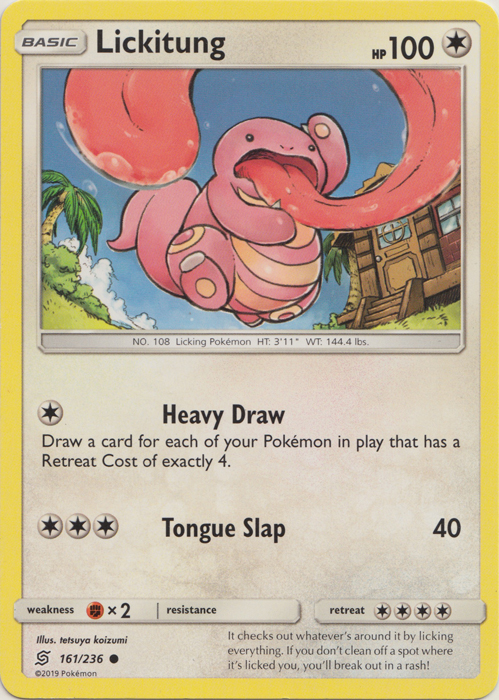 BASIC Lickitung HP 100
NO. 108 Licking Pokémon HT: 3'11" WT: 144.4 lbs.
Heavy Draw
Draw a card for each of your Pokémon in play that has a
Retreat Cost of exactly 4.
Tongue Slap 40
weakness ×2 resistance retreat
Illus. tetsuya koizumi
161/236
©2019 Pokémon
It checks out whatever's around it by licking
everything. If you don't clean off a spot where
it's licked you, you'll break out in a rash!